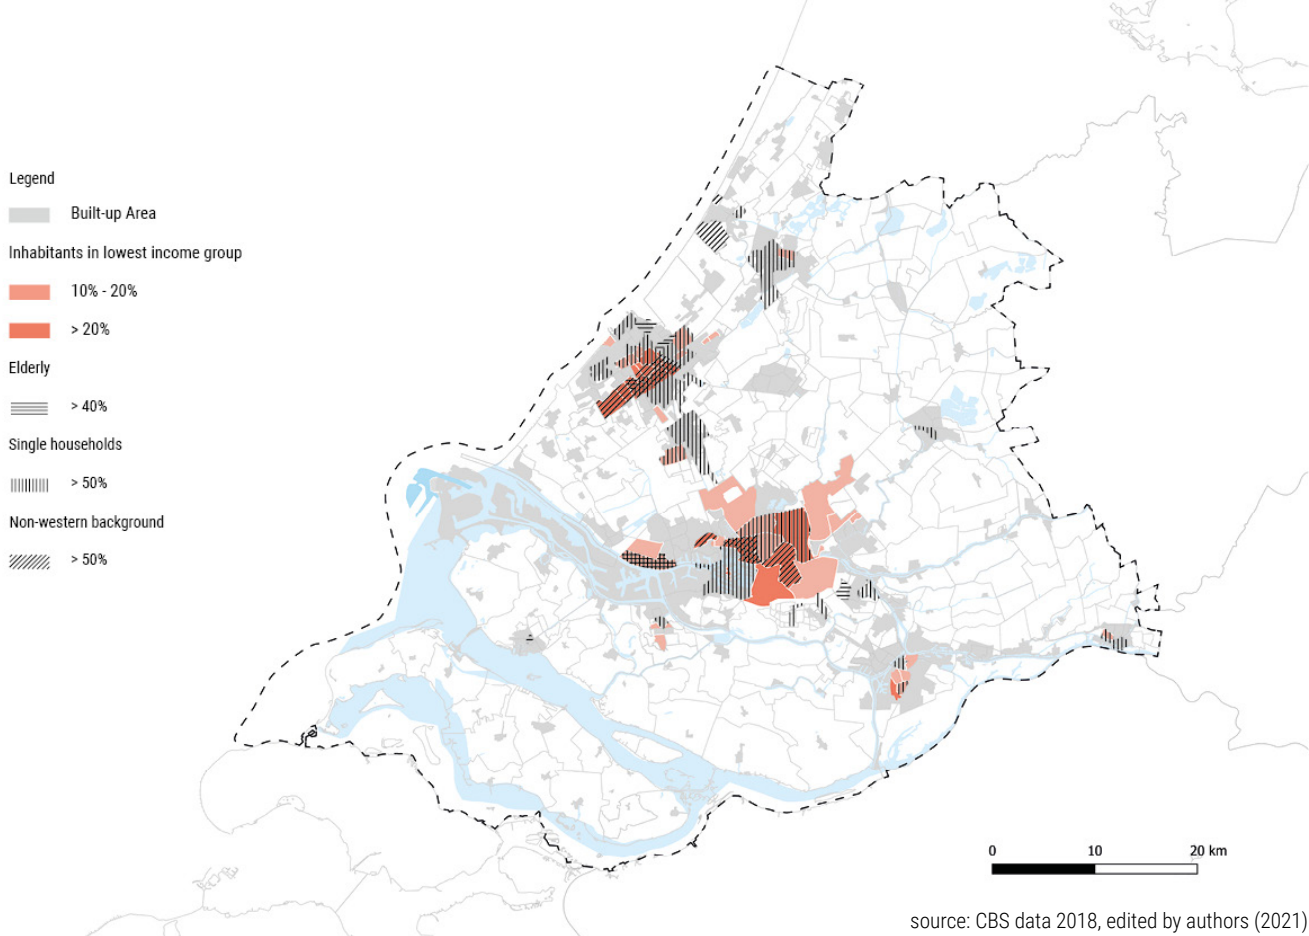 Legend
Built-up Area
Inhabitants in lowest income group
10% - 20%
> 20%
Elderly
> 40%
Single households
> 50%
Non-western background
> 50%
0 10 20 km
source: CBS data 2018, edited by authors (2021)